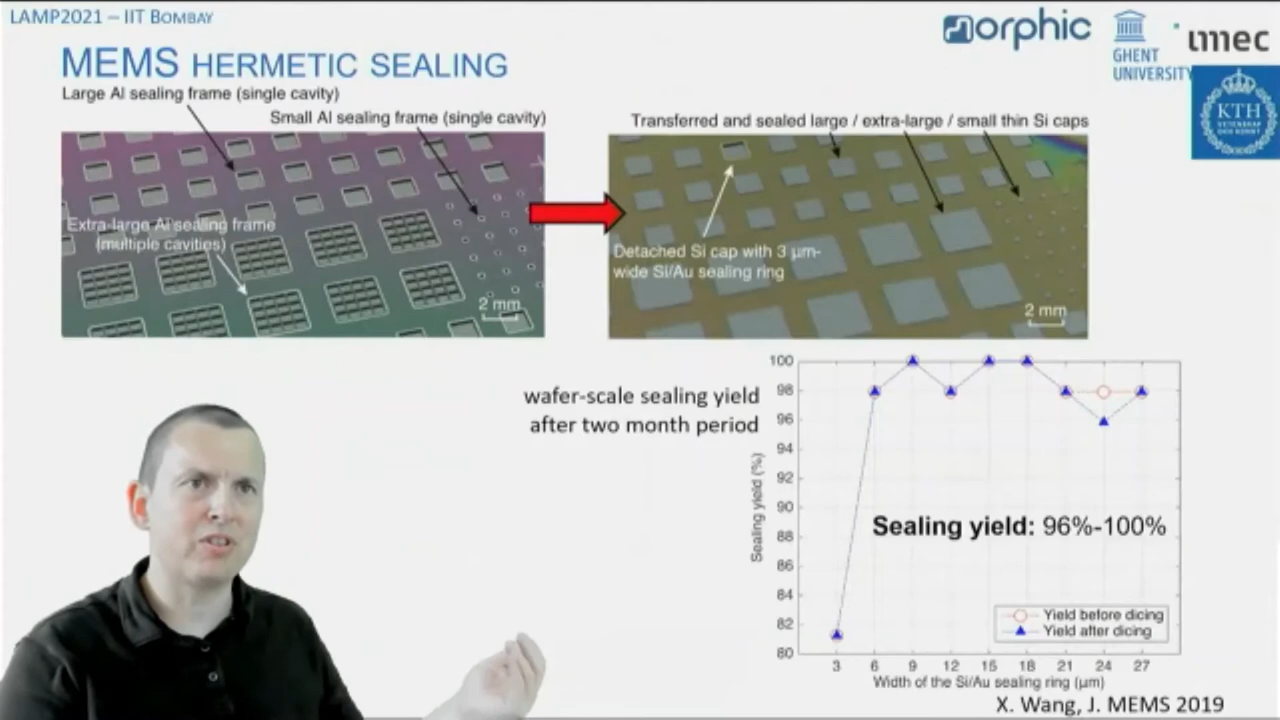 LAMP2021 – IIT BOMBAY
morphic
GHENT
UNIVERSITY
imec
KTH
VETENSKAP
OCH KONST
MEMS HERMETIC SEALING
Large Al sealing frame (single cavity)
Small Al sealing frame (single cavity)
Extra-large Al sealing frame
(multiple cavities)
2 mm
Transferred and sealed large / extra-large / small thin Si caps
Detached Si cap with 3 μm-
wide Si/Au sealing ring
2 mm
wafer-scale sealing yield
after two month period
Sealing yield (%)
100
98
96
94
92
90
88
86
84
82
80
Sealing yield: 96%-100%
Yield before dicing
Yield after dicing
3 6 9 12 15 18 21 24 27
Width of the Si/Au sealing ring (μm)
X. Wang, J. MEMS 2019